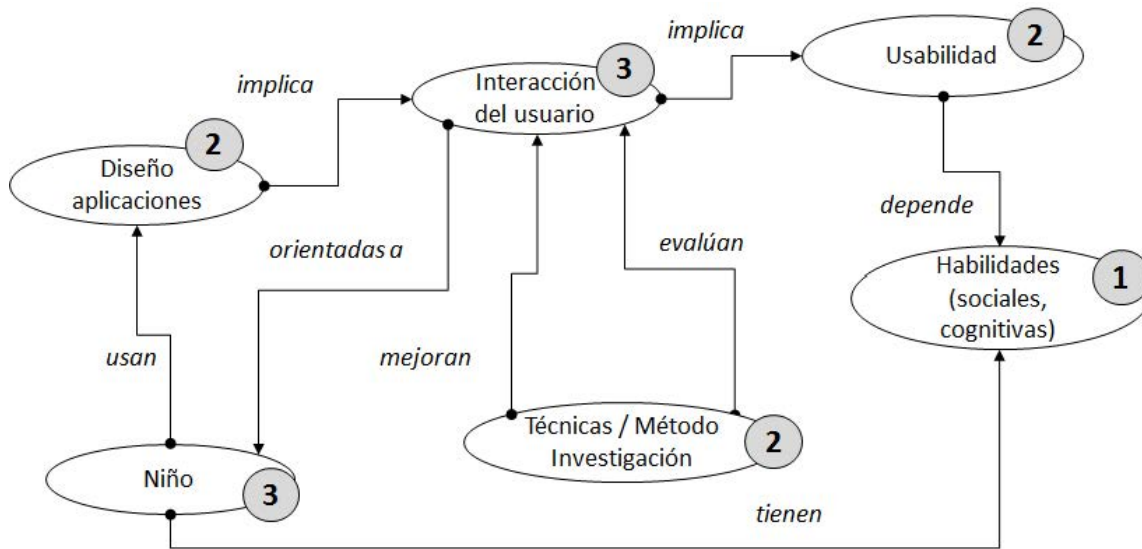 implica
2
Usabilidad
implica
3
Interacción
del usuario
2
Diseño
aplicaciones
depende
orientadas a
evalúan
Habilidades
(sociales,
cognitivas)
1
usan
mejoran
Técnicas / Método
Investigación
2
Niño
3
tienen